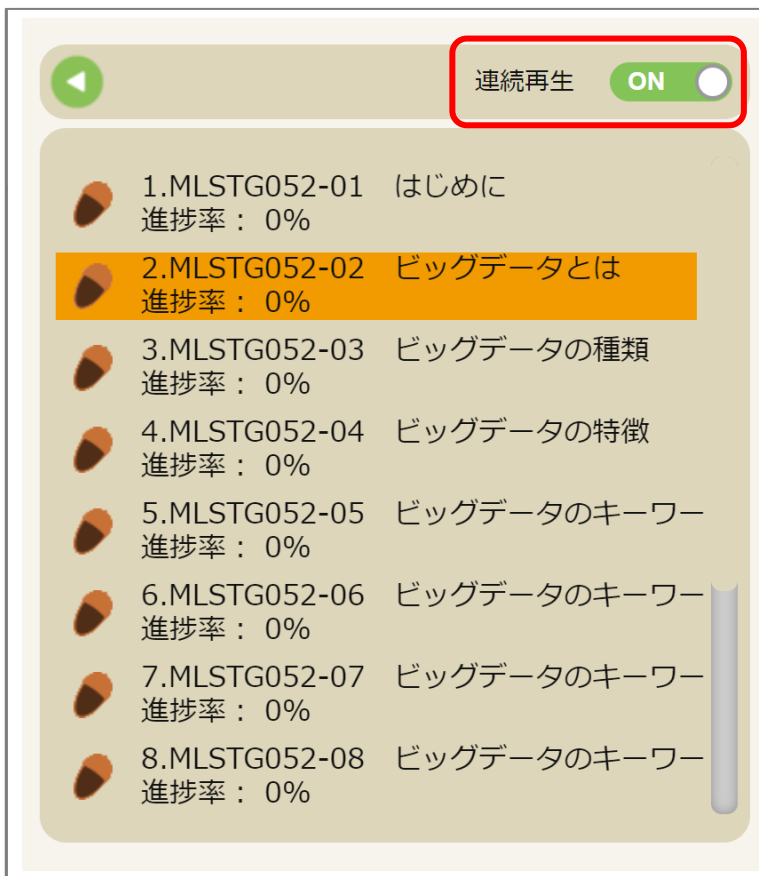 連続再生 ON
1.MLSTG052-01 はじめに
進捗率： 0%
2.MLSTG052-02 ビッグデータとは
進捗率： 0%
3.MLSTG052-03 ビッグデータの種類
進捗率： 0%
4.MLSTG052-04 ビッグデータの特徴
進捗率： 0%
5.MLSTG052-05 ビッグデータのキーワー
進捗率： 0%
6.MLSTG052-06 ビッグデータのキーワー
進捗率： 0%
7.MLSTG052-07 ビッグデータのキーワー
進捗率： 0%
8.MLSTG052-08 ビッグデータのキーワー
進捗率： 0%